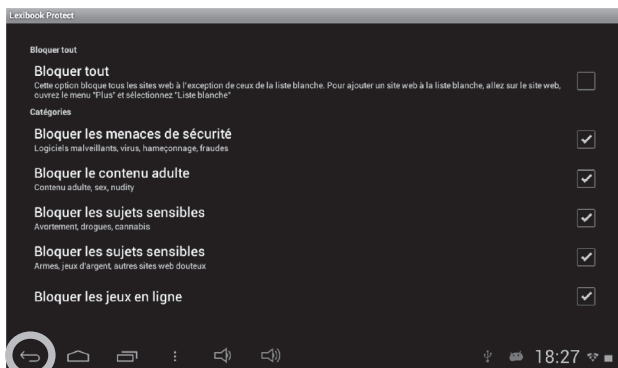 Lexibook Protect
Bloquer tout
Bloquer tout
Cette option bloque tous les sites web à l'exception de ceux de la liste blanche. Pour ajouter un site web à la liste blanche, allez sur le site web,
ouvrez le menu "Plus" et sélectionnez "Liste blanche"
Catégories
Bloquer les menaces de sécurité
Logiciels malveillants, virus, hameçonnage, fraudes
Bloquer le contenu adulte
Contenu adulte, sex, nudity
Bloquer les sujets sensibles
Avortement, drogues, cannabis
Bloquer les sujets sensibles
Armes, jeux d'argent, autres sites web douteux
Bloquer les jeux en ligne
18:27